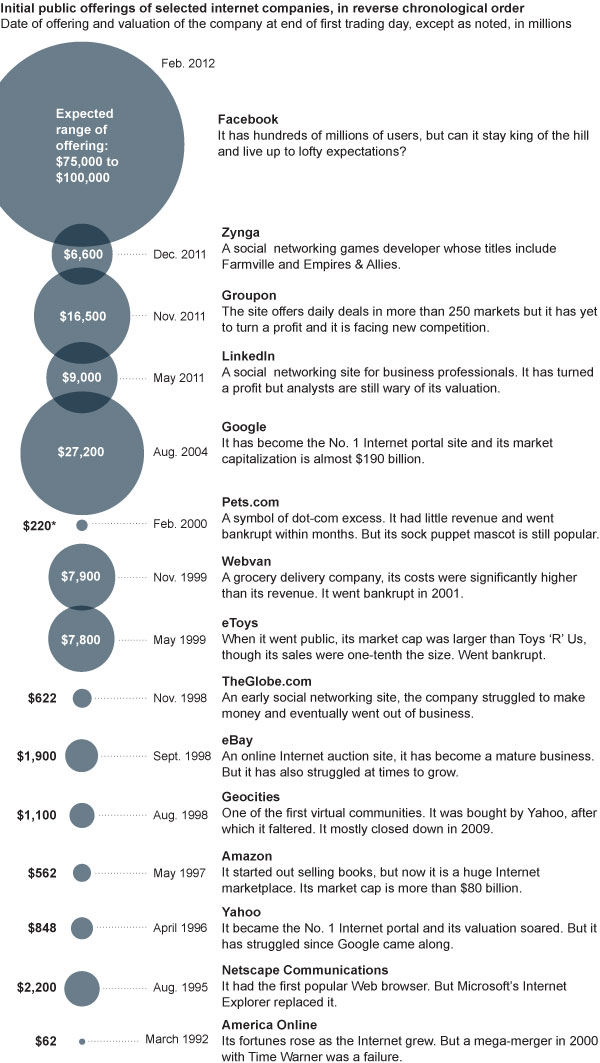 Initial public offerings of selected internet companies, in reverse chronological order
Date of offering and valuation of the company at end of first trading day, except as noted, in millions
Feb. 2012
Expected
range of
offering:
$75,000 to
$100,000
Facebook
It has hundreds of millions of users, but can it stay king of the hill
and live up to lofty expectations?
$6,600
Dec. 2011
Zynga
A social networking games developer whose titles include
Farmville and Empires & Allies.
$16,500
Nov. 2011
Groupon
The site offers daily deals in more than 250 markets but it has yet
to turn a profit and it is facing new competition.
$9,000
May 2011
LinkedIn
A social networking site for business professionals. It has turned
a profit but analysts are still wary of its valuation.
$27,200
Aug. 2004
Google
It has become the No. 1 Internet portal site and its market
capitalization is almost $190 billion.
$220*
Feb. 2000
Pets.com
A symbol of dot-com excess. It had little revenue and went
bankrupt within months. But its sock puppet mascot is still popular.
$7,900
Nov. 1999
Webvan
A grocery delivery company, its costs were significantly higher
than its revenue. It went bankrupt in 2001.
$7,800
May 1999
eToys
When it went public, its market cap was larger than Toys ‘R’ Us,
though its sales were one-tenth the size. Went bankrupt.
$622
Nov. 1998
TheGlobe.com
An early social networking site, the company struggled to make
money and eventually went out of business.
$1,900
Sept. 1998
eBay
An online Internet auction site, it has become a mature business.
But it has also struggled at times to grow.
$1,100
Aug. 1998
Geocities
One of the first virtual communities. It was bought by Yahoo, after
which it faltered. It mostly closed down in 2009.
$562
May 1997
Amazon
It started out selling books, but now it is a huge Internet
marketplace. Its market cap is more than $80 billion.
$848
April 1996
Yahoo
It became the No. 1 Internet portal and its valuation soared. But it
has struggled since Google came along.
$2,200
Aug. 1995
Netscape Communications
It had the first popular Web browser. But Microsoft’s Internet
Explorer replaced it.
$62
March 1992
America Online
Its fortunes rose as the Internet grew. But a mega-merger in 2000
with Time Warner was a failure.